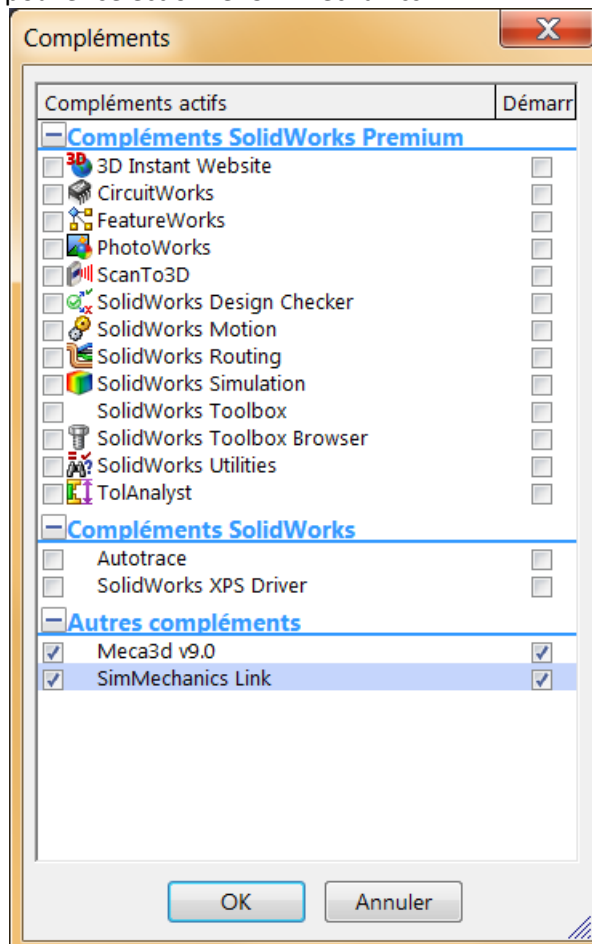 Compléments
Compléments actifs Démarr
Compléments SolidWorks Premium
3D Instant Website
CircuitWorks
FeatureWorks
PhotoWorks
ScanTo3D
SolidWorks Design Checker
SolidWorks Motion
SolidWorks Routing
SolidWorks Simulation
SolidWorks Toolbox
SolidWorks Toolbox Browser
SolidWorks Utilities
TolAnalyst
Compléments SolidWorks
Autotrace
SolidWorks XPS Driver
Autres compléments
Meca3d v9.0
SimMechanics Link
OK Annuler